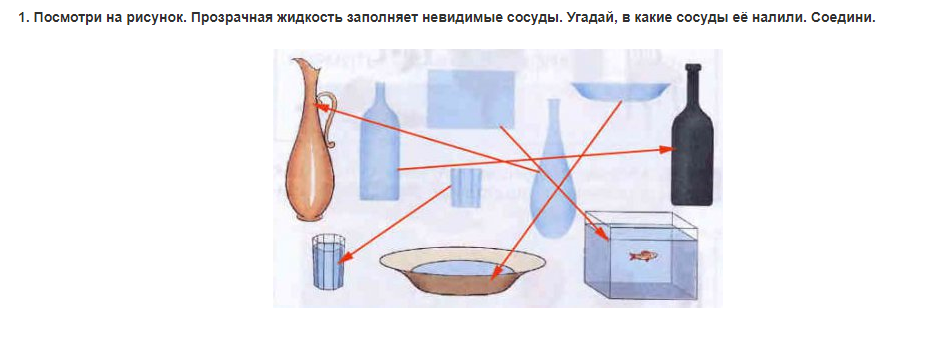 1. Посмотри на рисунок. Прозрачная жидкость заполняет невидимые сосуды. Угадай, в какие сосуды её налили. Соедини.